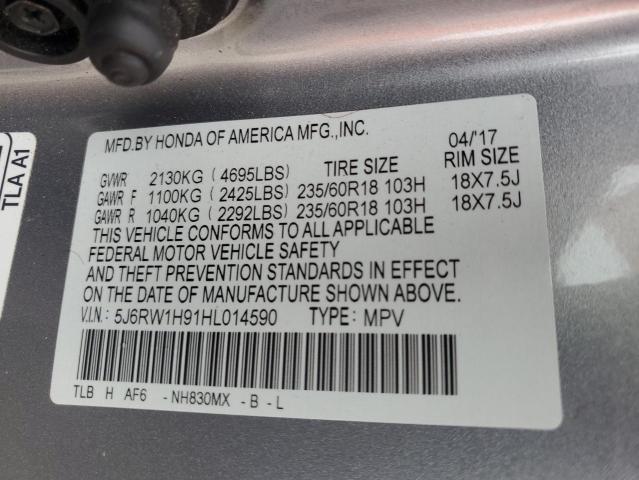 MFD.BY HONDA OF AMERICA MFG.,INC. 04/'17
TIRE SIZE RIM SIZE
GVWR 2130KG (4695LBS)
GAWR F 1100KG (2425LBS) 235/60R18 103H 18X7.5J
GAWR R 1040KG (2292LBS) 235/60R18 103H 18X7.5J
THIS VEHICLE CONFORMS TO ALL APPLICABLE
FEDERAL MOTOR VEHICLE SAFETY
AND THEFT PREVENTION STANDARDS IN EFFECT
ON THE DATE OF MANUFACTURE SHOWN ABOVE.
V.I.N.: 5J6RW1H91HL014590 TYPE: MPV
TLB H AF6 -NH830MX -B -L
TLA A1